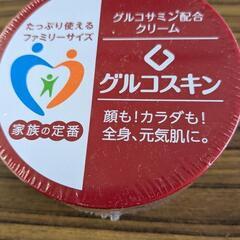 たっぷり使える
ファミリーサイズ
家族の定番
グルコサミン配合
クリーム
グルコスキン
顔も!カラダも!
全身、元気肌に。